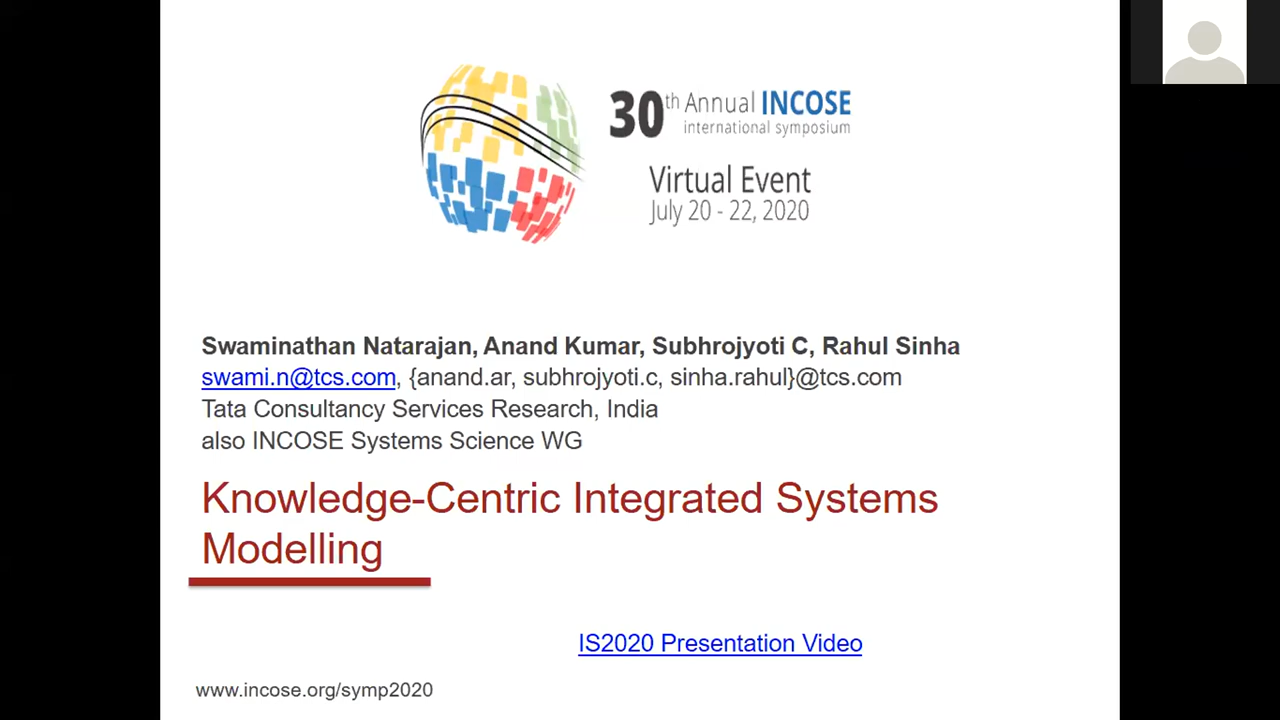 30th Annual INCOSE
international symposium
Virtual Event
July 20 - 22, 2020
Swaminathan Natarajan, Anand Kumar, Subhrojyoti C, Rahul Sinha
swami.n@tcs.com, {anand.ar, subhrojyoti.c, sinha.rahul}@tcs.com
Tata Consultancy Services Research, India
also INCOSE Systems Science WG
Knowledge-Centric Integrated Systems
Modelling
IS2020 Presentation Video
www.incose.org/symp2020